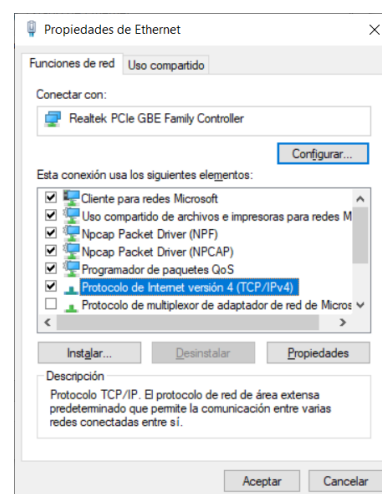 Propiedades de Ethernet
Funciones de red Uso compartido
Conectar con:
Realtek PCIe GBE Family Controller
Configurar...
Esta conexión usa los siguientes elementos:
Cliente para redes Microsoft
Uso compartido de archivos e impresoras para redes M
Npcap Packet Driver (NPF)
Npcap Packet Driver (NPCAP)
Programador de paquetes QoS
Protocolo de Internet versión 4 (TCP/IPv4)
Protocolo de multiplexor de adaptador de red de Micros
Instalar... Desinstalar Propiedades
Descripción
Protocolo TCP/IP. El protocolo de red de área extensa
predeterminado que permite la comunicación entre varias
redes conectadas entre sí.
Aceptar Cancelar